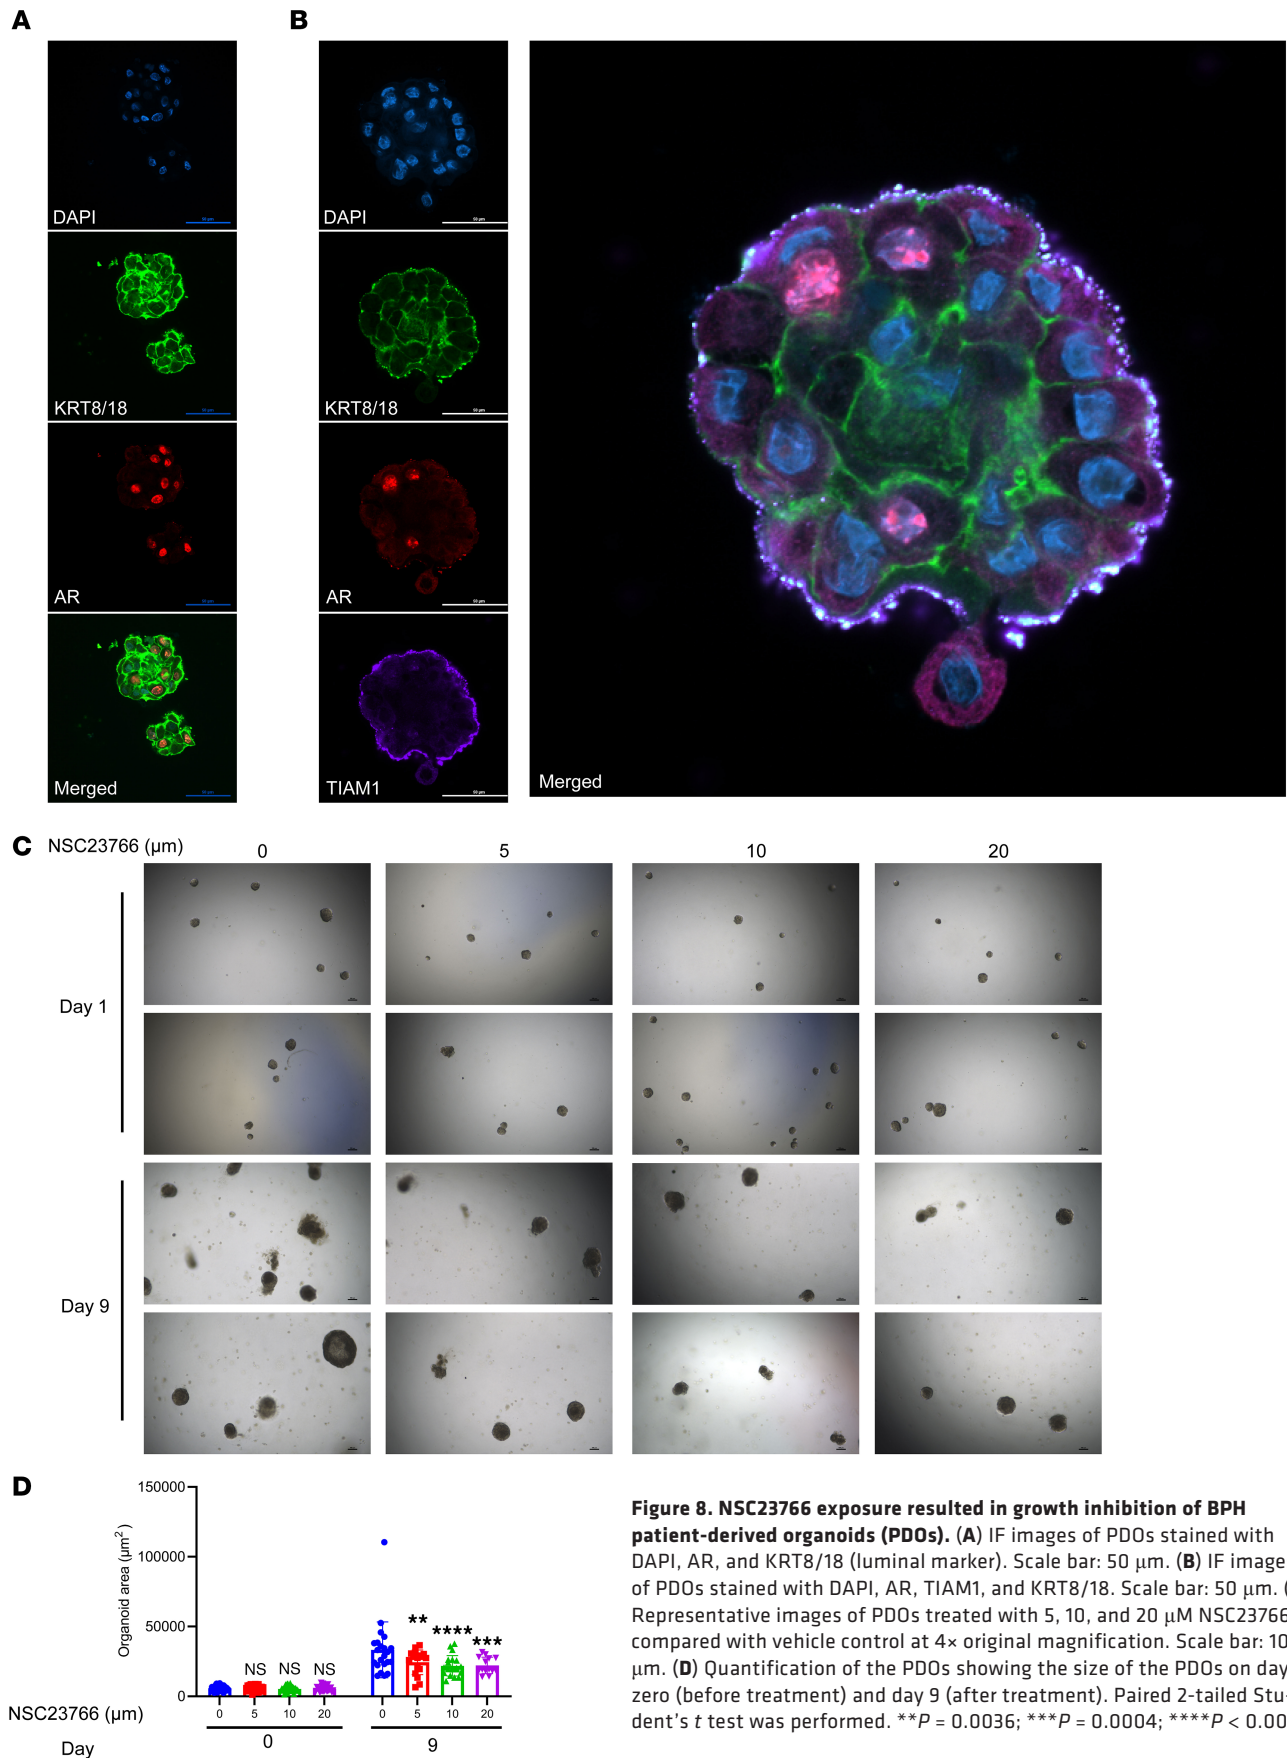 A
B
DAPI
KRT8/18
AR
Merged
DAPI
KRT8/18
AR
TIAM1
Merged
C
NSC23766 (μm)
0
5
10
20
Day 1
Day 9
D
Organoid area (μm²)
150000
100000
50000
0
NS
NS
NS
**
****
***
NSC23766 (μm)
0
5
10
20
0
5
10
20
Day
0
9
Figure 8. NSC23766 exposure resulted in growth inhibition of BPH
patient-derived organoids (PDOs). (A) IF images of PDOs stained with
DAPI, AR, and KRT8/18 (luminal marker). Scale bar: 50 μm. (B) IF image
of PDOs stained with DAPI, AR, TIAM1, and KRT8/18. Scale bar: 50 μm. (
Representative images of PDOs treated with 5, 10, and 20 μM NSC23766
compared with vehicle control at 4× original magnification. Scale bar: 10
μm. (D) Quantification of the PDOs showing the size of the PDOs on day
zero (before treatment) and day 9 (after treatment). Paired 2-tailed Stu-
dent's t test was performed. **P = 0.0036; ***P = 0.0004; ****P < 0.00